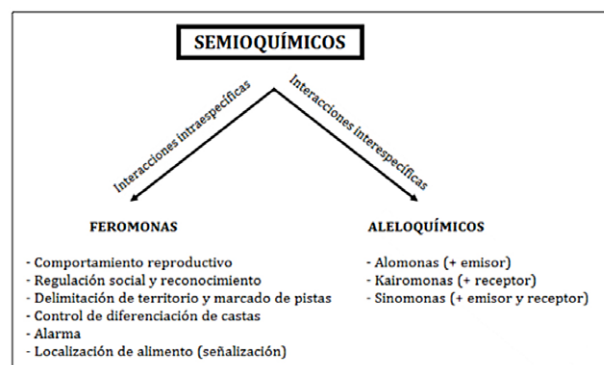 SEMIOQUÍMICOS
Interacciones intraespecíficas
Interacciones interespecíficas
FEROMONAS
- Comportamiento reproductivo
- Regulación social y reconocimiento
- Delimitación de territorio y marcado de pistas
- Control de diferenciación de castas
- Alarma
- Localización de alimento (señalización)
ALELOQUÍMICOS
- Alomonas (+ emisor)
- Kairomonas (+ receptor)
- Sinomonas (+ emisor y receptor)